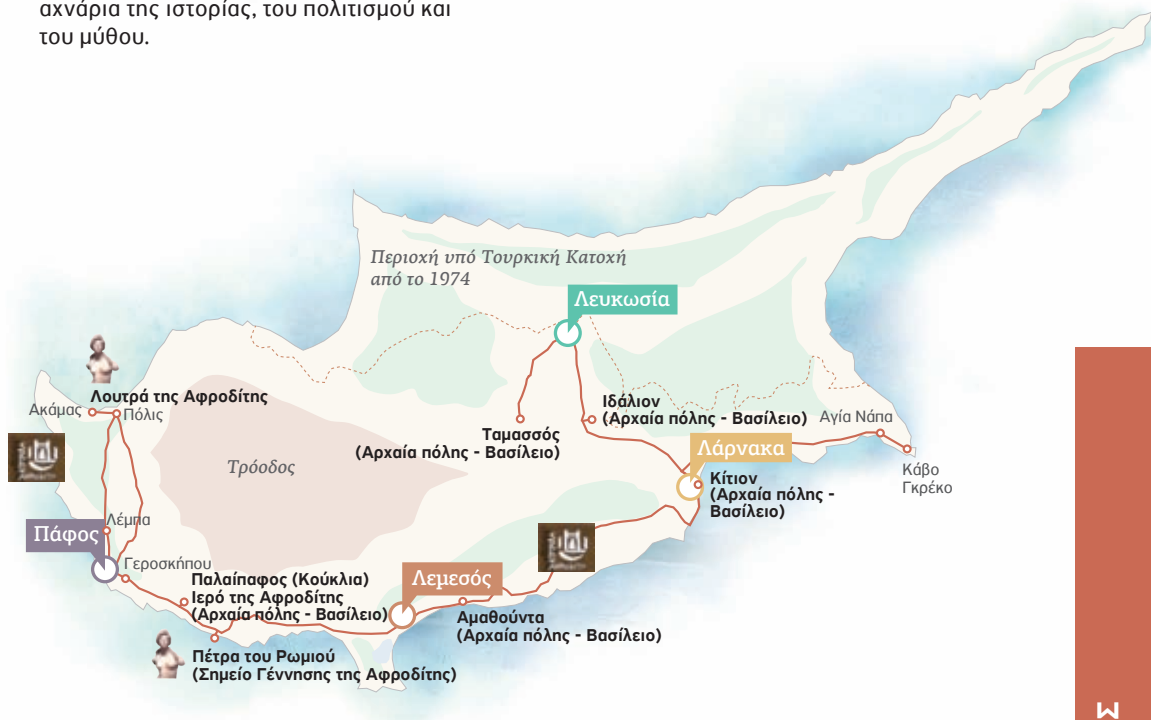 αχνάρια της ιστορίας, του πολιτισμού και
του μύθου.
Περιοχή υπό Τουρκική Κατοχή
από το 1974
Λευκωσία
Λουτρά της Αφροδίτης
Ακάμας
Πόλις
Ιδάλιον
(Αρχαία πόλης - Βασίλειο)
Αγία Νάπα
Ταμασσός
(Αρχαία πόλης - Βασίλειο)
Λάρνακα
Τρόοδος
Κάβο
Γκρέκο
Κίτιον
(Αρχαία πόλης -
Βασίλειο)
Λέμπα
Πάφος
Γεροσκήπου
Παλαίπαφος (Κούκλια)
Ιερό της Αφροδίτης
(Αρχαία πόλης - Βασίλειο)
Λεμεσός
Αμαθούντα
(Αρχαία πόλης - Βασίλειο)
Πέτρα του Ρωμιού
(Σημείο Γέννησης της Αφροδίτης)